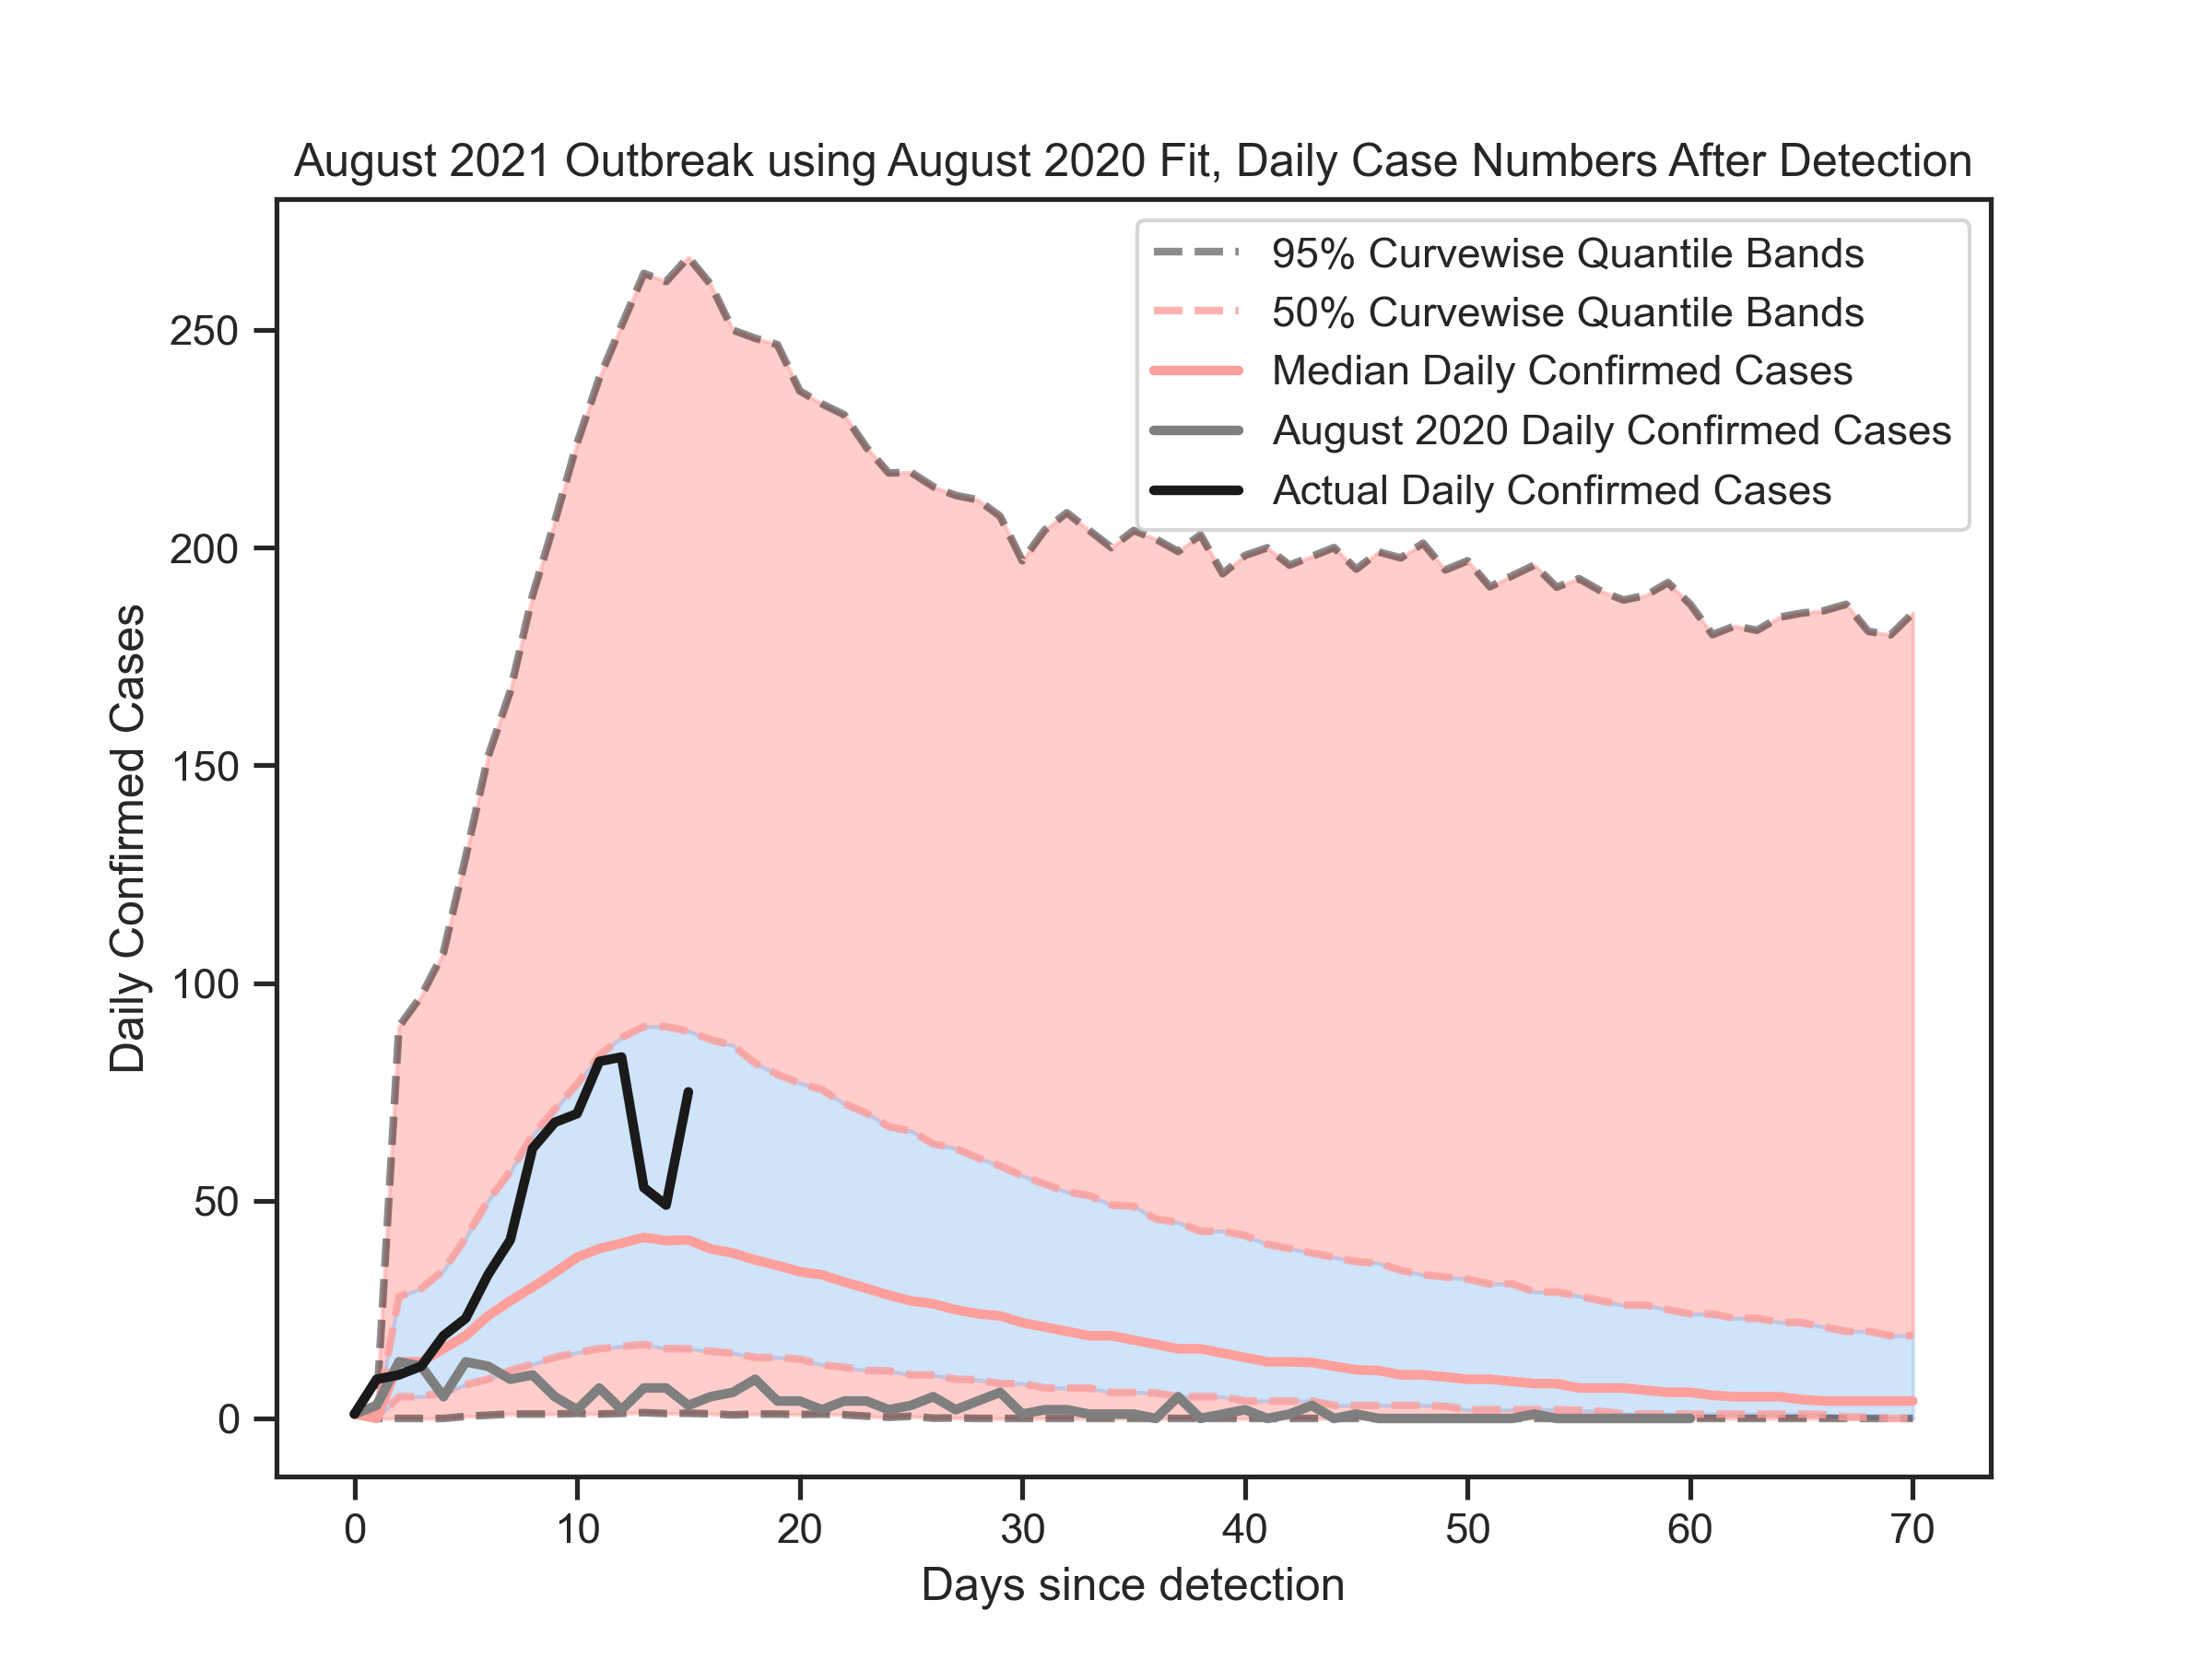 August 2021 Outbreak using August 2020 Fit, Daily Case Numbers After Detection
95% Curvewise Quantile Bands
50% Curvewise Quantile Bands
Median Daily Confirmed Cases
August 2020 Daily Confirmed Cases
Actual Daily Confirmed Cases
Daily Confirmed Cases
250
200
150
100
50
0
0 10 20 30 40 50 60 70
Days since detection